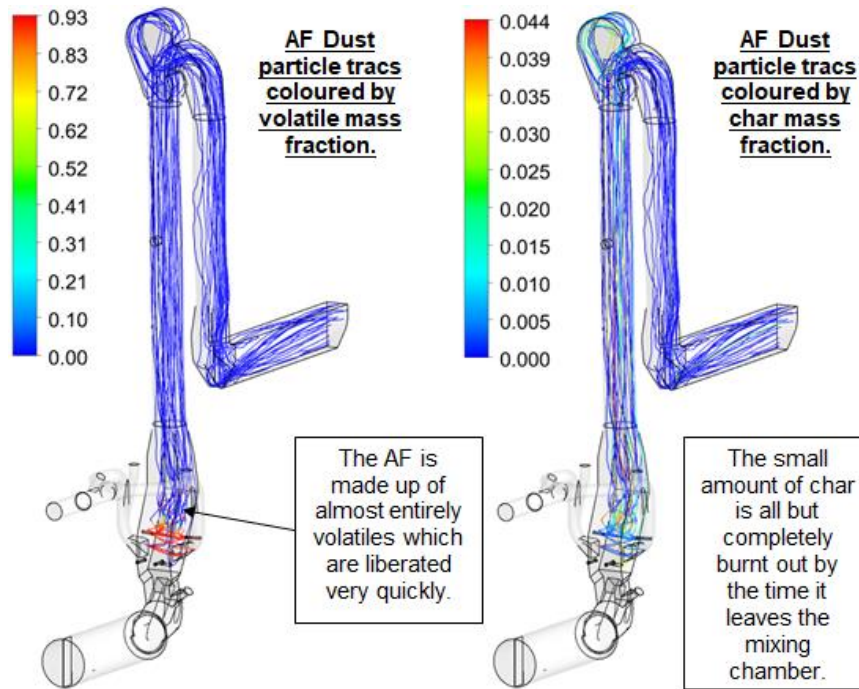 0.93
0.83
0.72
0.62
0.52
0.41
0.31
0.21
0.10
0.00
AF Dust
particle tracs
coloured by
volatile mass
fraction.
The AF is
made up of
almost entirely
volatiles which
are liberated
very quickly.
0.044
0.039
0.035
0.030
0.025
0.020
0.015
0.010
0.005
0.000
AF Dust
particle tracs
coloured by
char mass
fraction.
The small
amount of char
is all but
completely
burnt out by
the time it
leaves the
mixing
chamber.